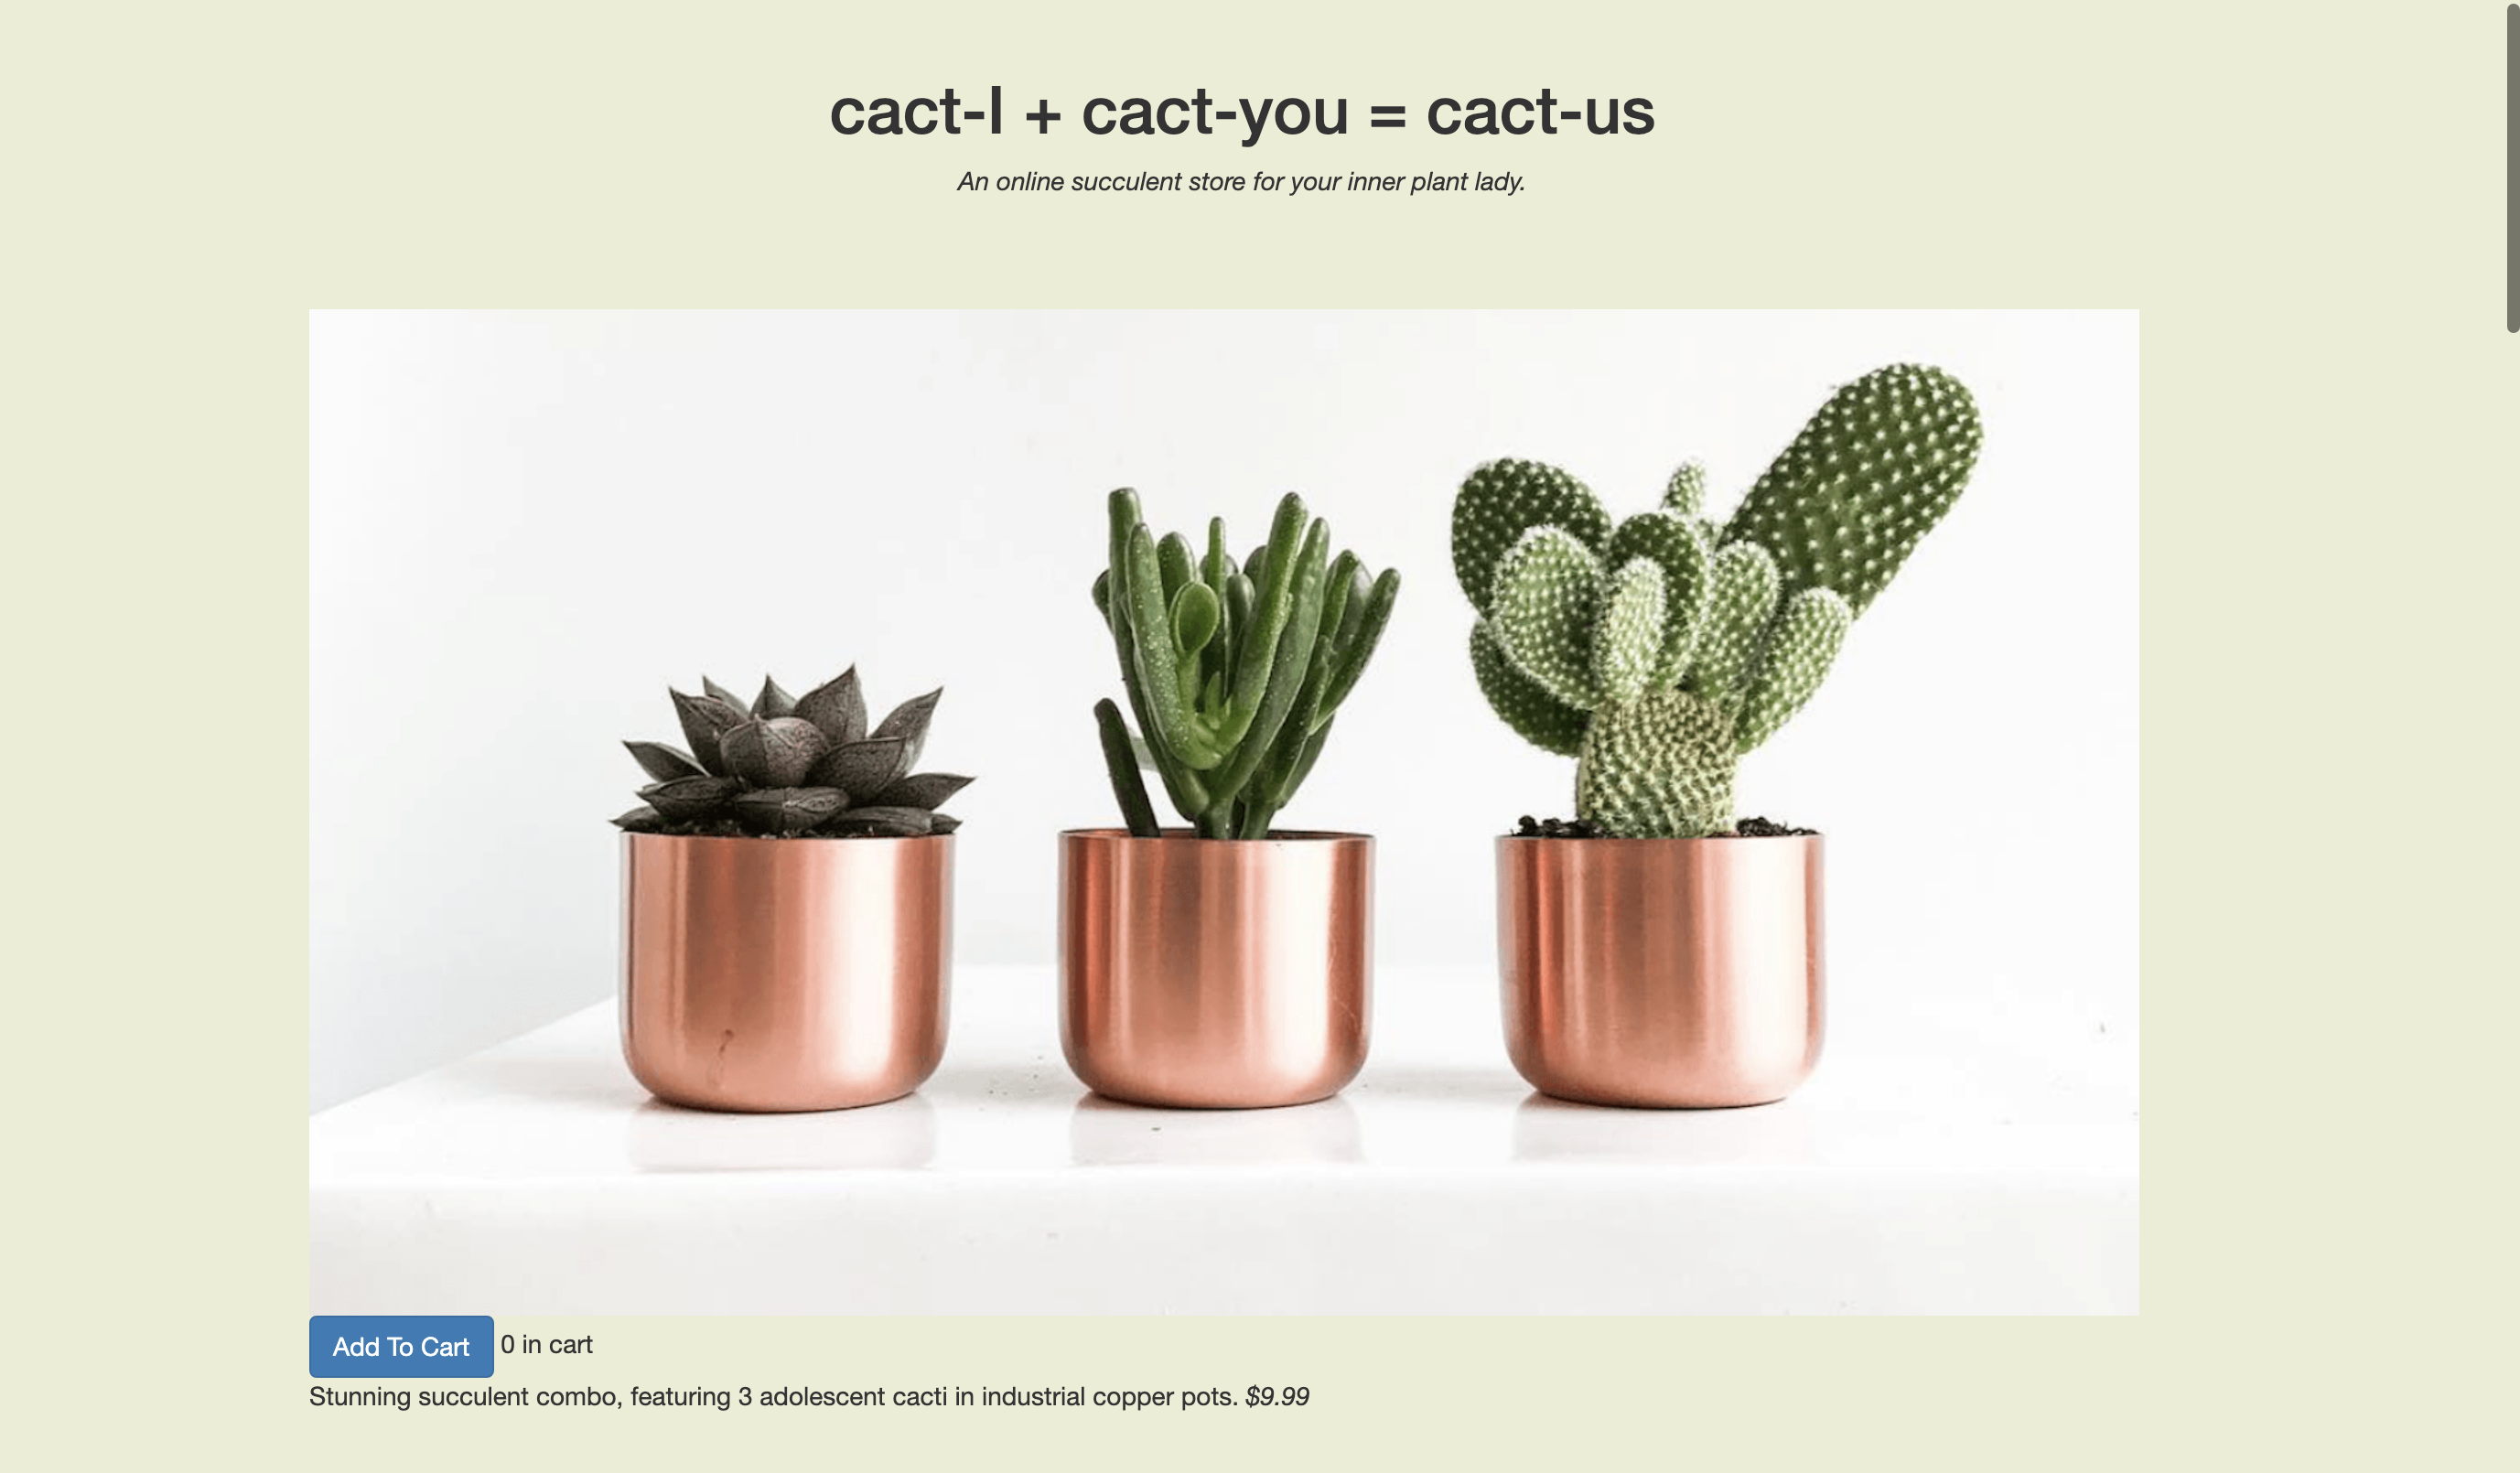 cact-I + cact-you = cact-us
An online succulent store for your inner plant lady.
Add To Cart 0 in cart
Stunning succulent combo, featuring 3 adolescent cacti in industrial copper pots. $9.99